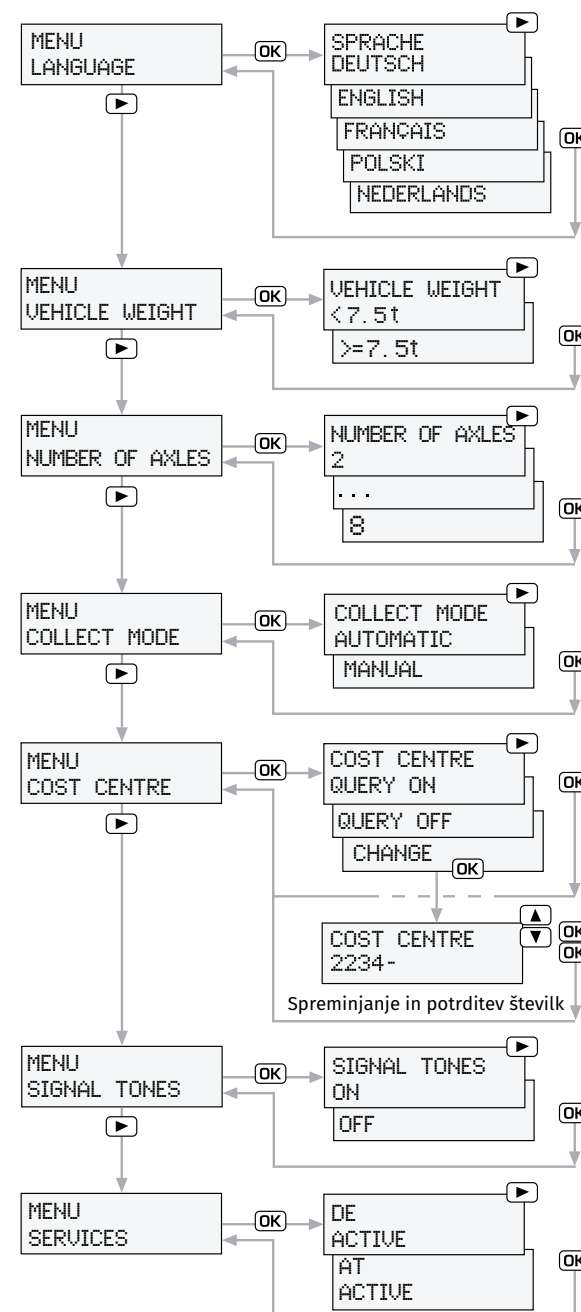 MENU
LANGUAGE
OK
SPRACHE
DEUTSCH
ENGLISH
FRANÇAIS
POLSKI
NEDERLANDS
OK
MENU
VEHICLE WEIGHT
OK
VEHICLE WEIGHT
<7.5t
>=7.5t
OK
MENU
NUMBER OF AXLES
OK
NUMBER OF AXLES
2
...
8
OK
MENU
COLLECT MODE
OK
COLLECT MODE
AUTOMATIC
MANUAL
OK
MENU
COST CENTRE
OK
COST CENTRE
QUERY ON
QUERY OFF
CHANGE
OK
OK
COST CENTRE
2234-
OK
OK
Spreminjanje in potrditev številk
MENU
SIGNAL TONES
OK
SIGNAL TONES
ON
OFF
OK
MENU
SERVICES
OK
DE
ACTIVE
AT
ACTIVE
OK